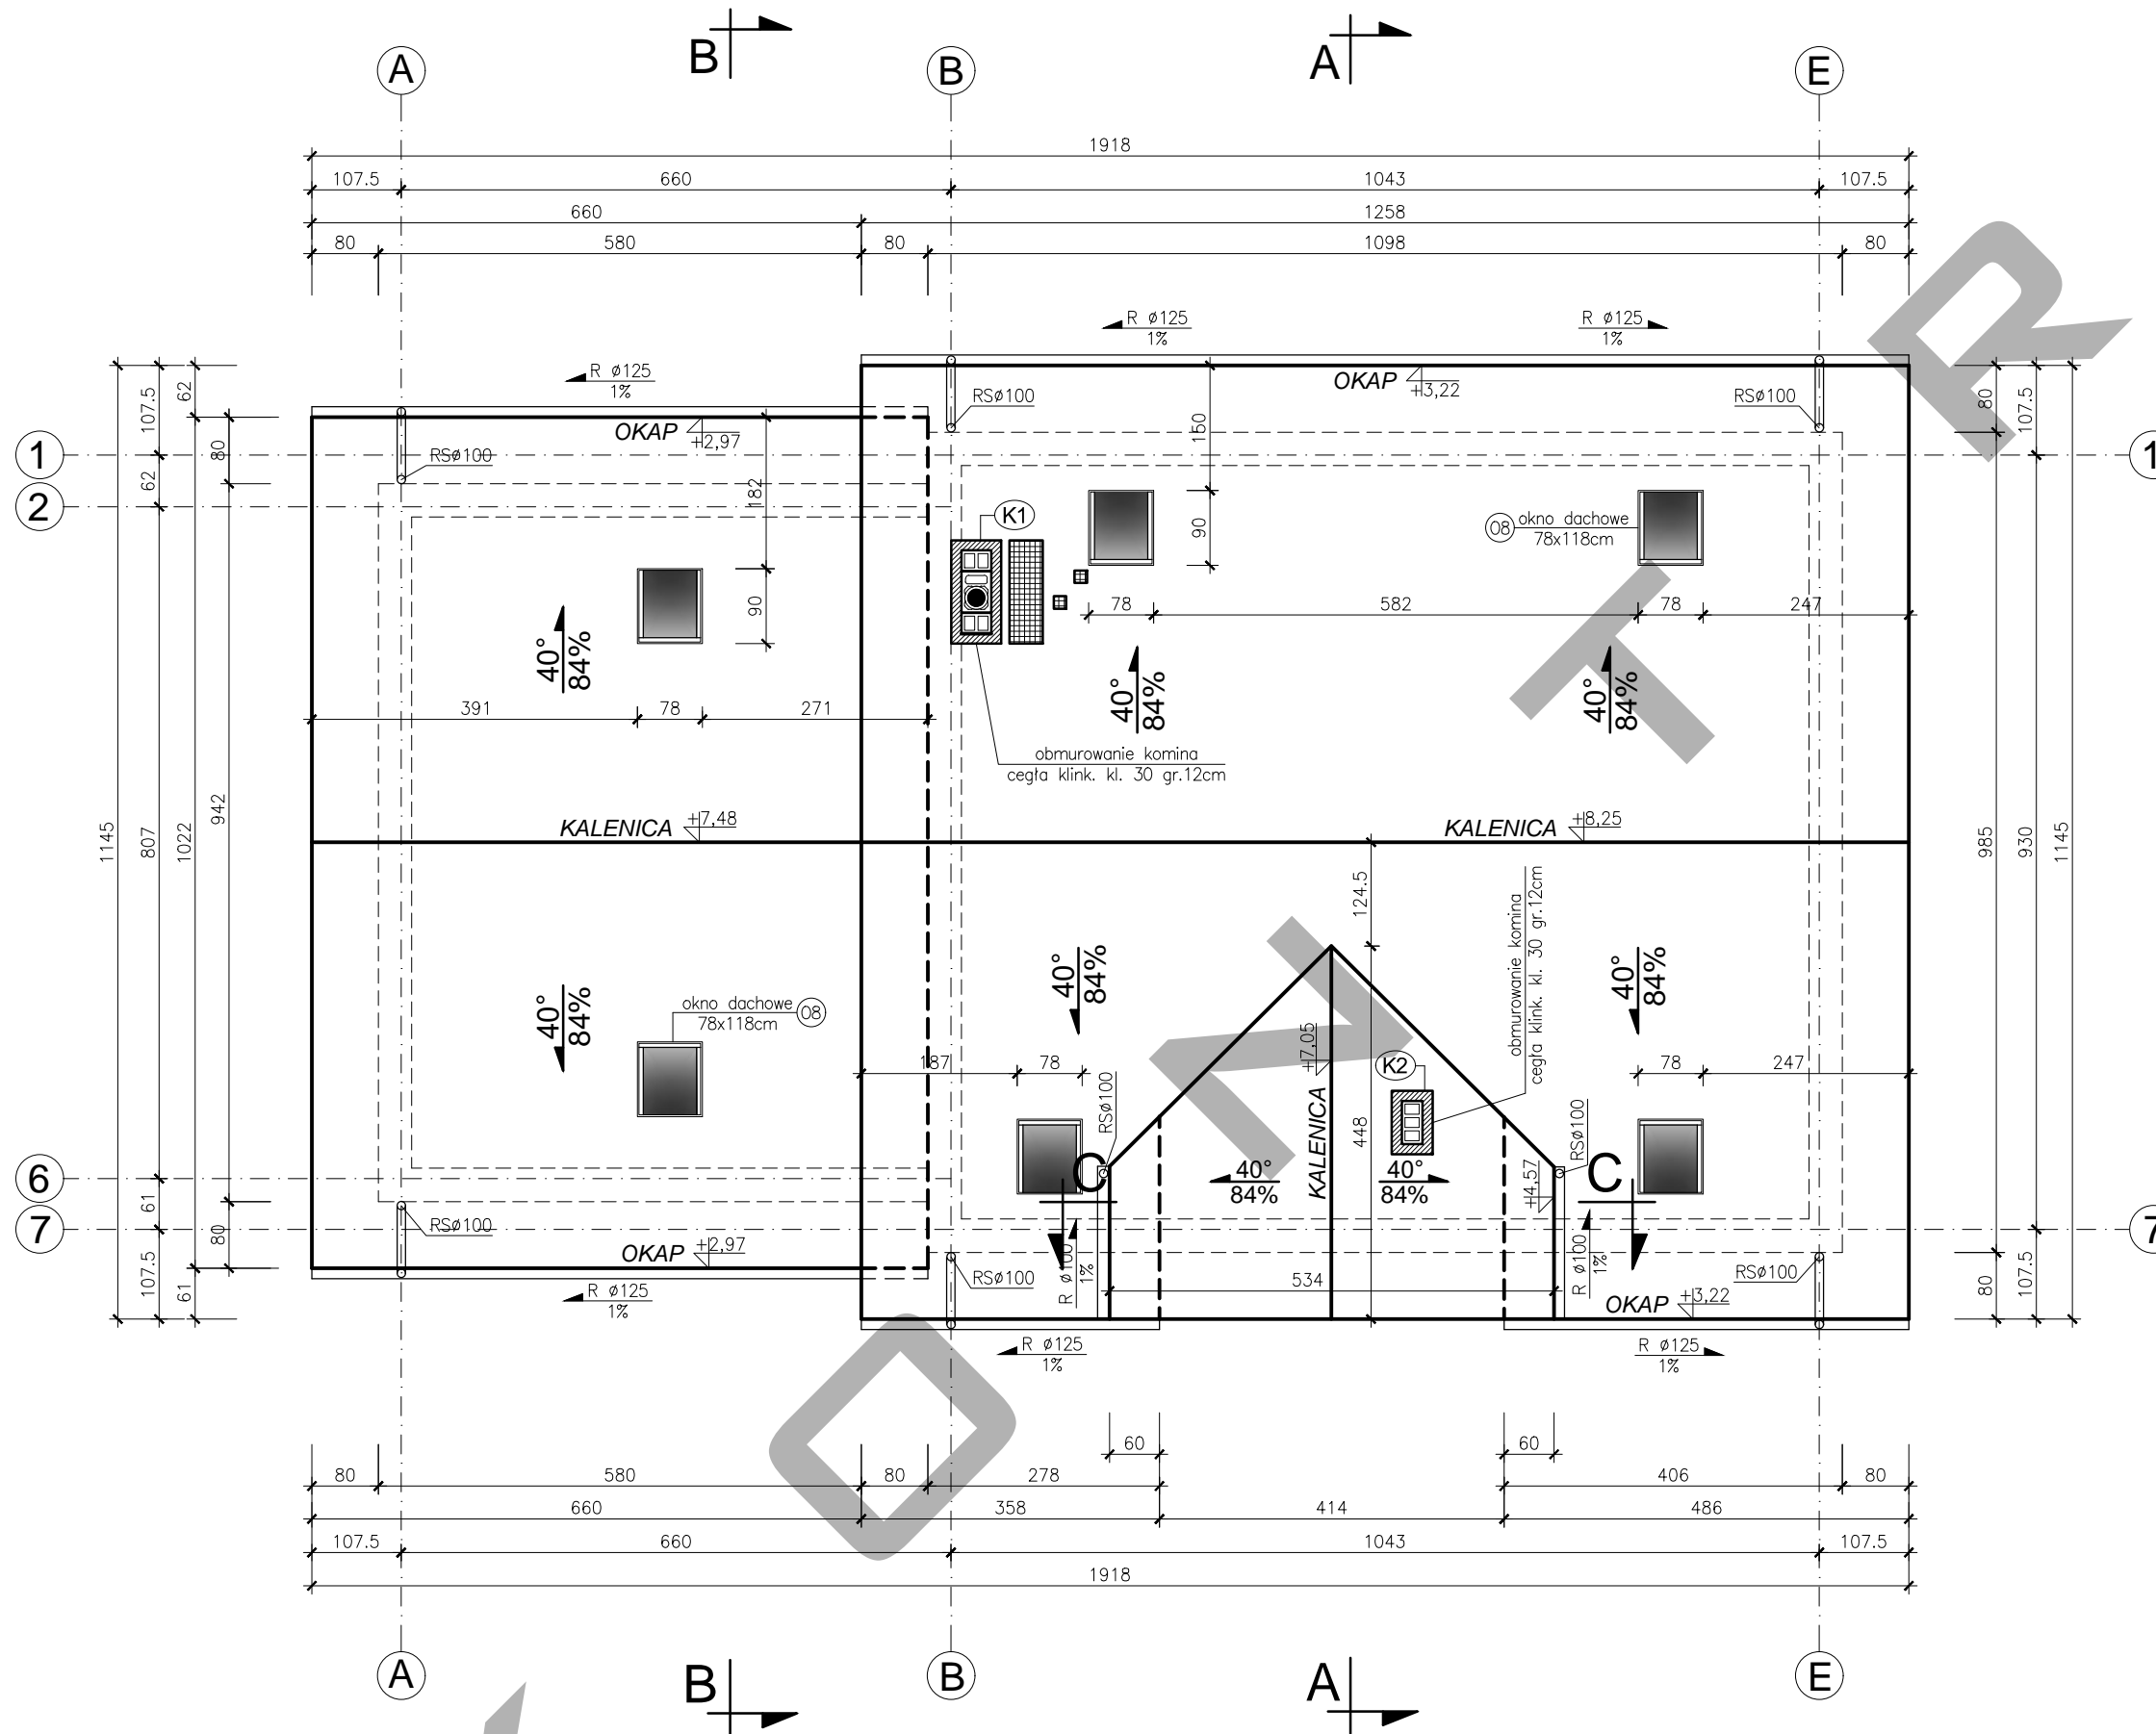 B
A
A
B
E
1918
107.5
660
1043
107.5
660
1258
80
580
80
1098
80
R ø125
1%
R ø125
1%
R ø125
1%
OKAP
+3,22
OKAP
+2,97
RSø100
RSø100
RSø100
1
2
1
107.5
62
62
80
80
107.5
150
90
182
90
K1
08
okno dachowe
78x118cm
78
582
78
247
40°
84%
40°
84%
40°
84%
391
78
271
obmurowanie komina
cegła klink. kl. 30 gr.12cm
1145
807
1022
942
985
930
1145
KALENICA
+7,48
KALENICA
+8,25
124.5
obmurowanie komina
cegła klink. kl. 30 gr.12cm
40°
84%
40°
84%
40°
84%
okno dachowe
78x118cm
08
187
78
+7,05
KALENICA
448
K2
78
247
RSø100
RSø100
C
C
40°
84%
40°
84%
+4,57
6
7
7
61
80
107.5
61
RSø100
OKAP
+2,97
R ø125
1%
RSø100
R ø100
1%
534
R ø100
1%
RSø100
OKAP
+3,22
107.5
80
R ø125
1%
R ø125
1%
60
60
80
580
80
278
406
80
660
358
414
486
107.5
660
1043
107.5
1918
A
B
B
A
E
R
T
Z
O